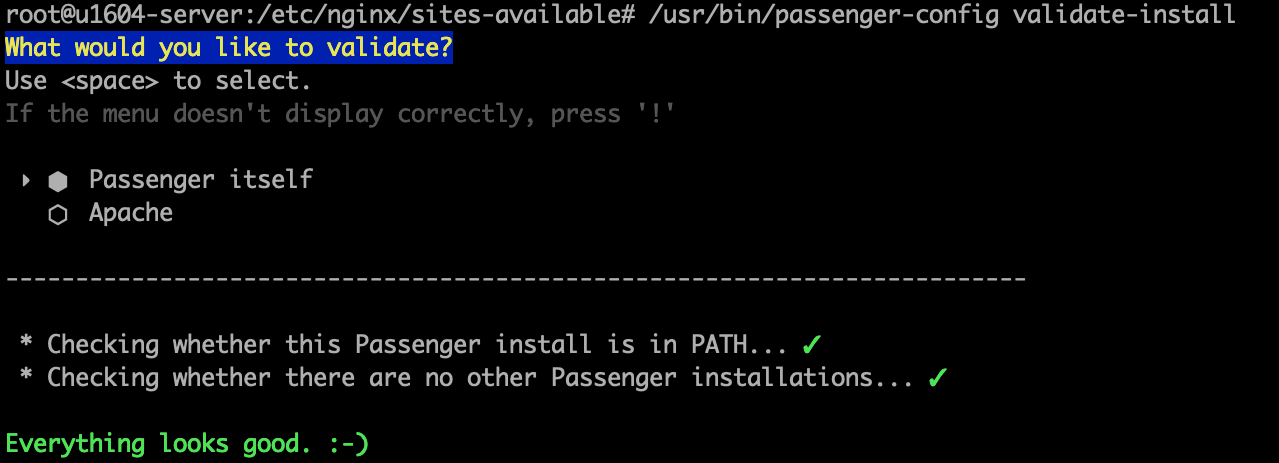 root@u1604-server:/etc/nginx/sites-available# /usr/bin/passenger-config validate-install
What would you like to validate?
Use <space> to select.
If the menu doesn't display correctly, press '!'
‣ ⬢ Passenger itself
⬡ Apache
-------------------------------------------------------------------------
* Checking whether this Passenger install is in PATH... ✓
* Checking whether there are no other Passenger installations... ✓
Everything looks good. :-)